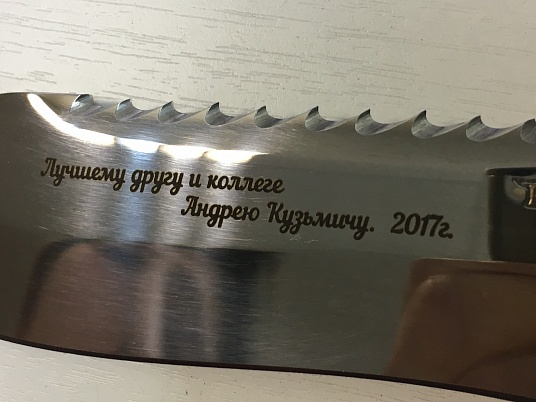 Лучшему другу и коллеге
Андрею Кузьмичу. 2017г.